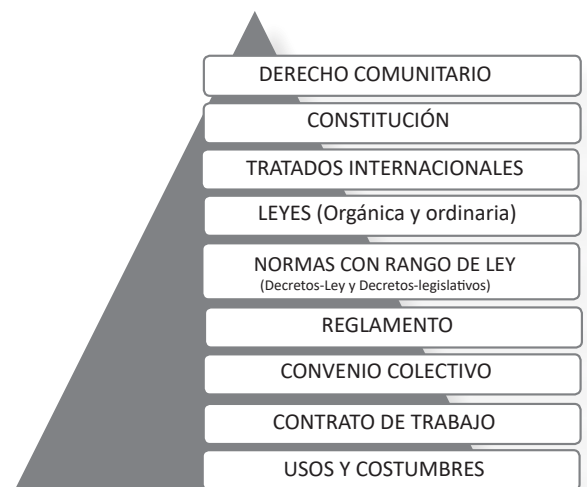 DERECHO COMUNITARIO
CONSTITUCIÓN
TRATADOS INTERNACIONALES
LEYES (Orgánica y ordinaria)
NORMAS CON RANGO DE LEY
(Decretos-Ley y Decretos-legislativos)
REGLAMENTO
CONVENIO COLECTIVO
CONTRATO DE TRABAJO
USOS Y COSTUMBRES